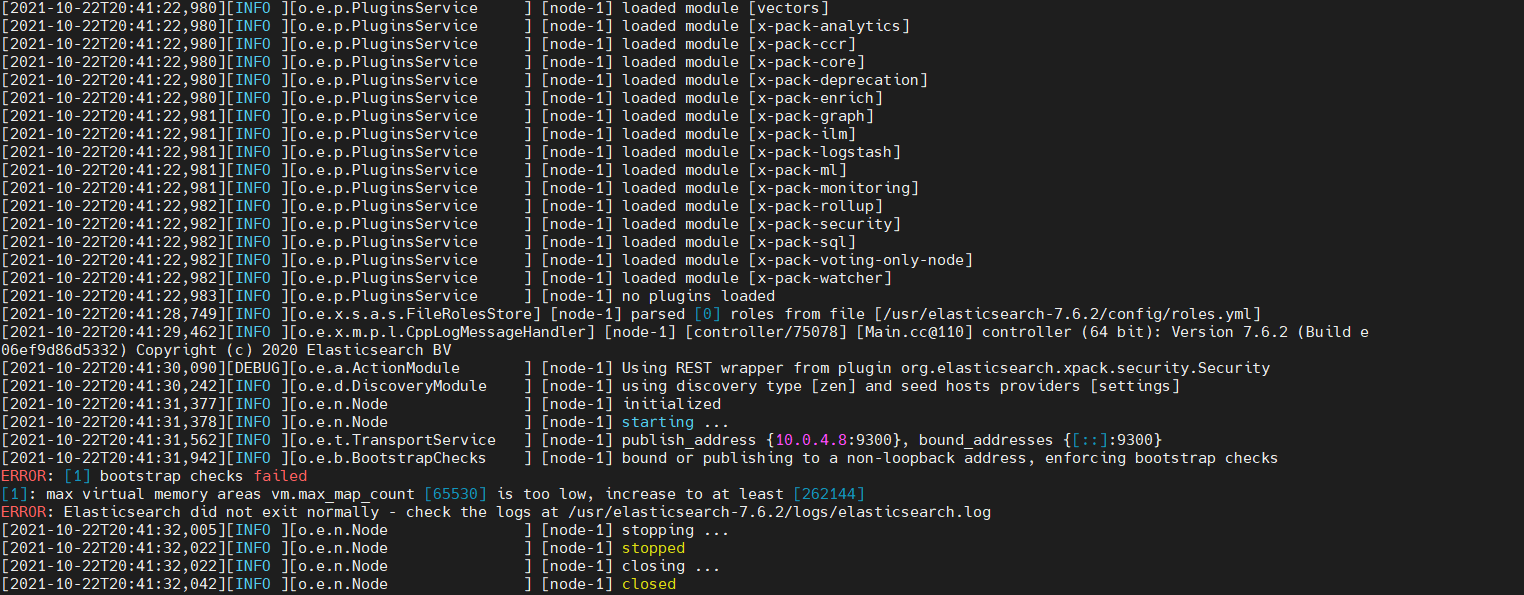 [2021-10-22T20:41:22,980][INFO ][o.e.p.PluginsService     ] [node-1] loaded module [vectors]
[2021-10-22T20:41:22,980][INFO ][o.e.p.PluginsService     ] [node-1] loaded module [x-pack-analytics]
[2021-10-22T20:41:22,980][INFO ][o.e.p.PluginsService     ] [node-1] loaded module [x-pack-ccr]
[2021-10-22T20:41:22,980][INFO ][o.e.p.PluginsService     ] [node-1] loaded module [x-pack-core]
[2021-10-22T20:41:22,980][INFO ][o.e.p.PluginsService     ] [node-1] loaded module [x-pack-deprecation]
[2021-10-22T20:41:22,980][INFO ][o.e.p.PluginsService     ] [node-1] loaded module [x-pack-enrich]
[2021-10-22T20:41:22,981][INFO ][o.e.p.PluginsService     ] [node-1] loaded module [x-pack-graph]
[2021-10-22T20:41:22,981][INFO ][o.e.p.PluginsService     ] [node-1] loaded module [x-pack-ilm]
[2021-10-22T20:41:22,981][INFO ][o.e.p.PluginsService     ] [node-1] loaded module [x-pack-logstash]
[2021-10-22T20:41:22,981][INFO ][o.e.p.PluginsService     ] [node-1] loaded module [x-pack-ml]
[2021-10-22T20:41:22,981][INFO ][o.e.p.PluginsService     ] [node-1] loaded module [x-pack-monitoring]
[2021-10-22T20:41:22,982][INFO ][o.e.p.PluginsService     ] [node-1] loaded module [x-pack-rollup]
[2021-10-22T20:41:22,982][INFO ][o.e.p.PluginsService     ] [node-1] loaded module [x-pack-security]
[2021-10-22T20:41:22,982][INFO ][o.e.p.PluginsService     ] [node-1] loaded module [x-pack-sql]
[2021-10-22T20:41:22,982][INFO ][o.e.p.PluginsService     ] [node-1] loaded module [x-pack-voting-only-node]
[2021-10-22T20:41:22,982][INFO ][o.e.p.PluginsService     ] [node-1] loaded module [x-pack-watcher]
[2021-10-22T20:41:22,983][INFO ][o.e.p.PluginsService     ] [node-1] no plugins loaded
[2021-10-22T20:41:28,749][INFO ][o.e.x.s.a.s.FileRolesStore] [node-1] parsed [0] roles from file [/usr/elasticsearch-7.6.2/config/roles.yml]
[2021-10-22T20:41:29,462][INFO ][o.e.x.m.p.l.CppLogMessageHandler] [node-1] [controller/75078] [Main.cc@110] controller (64 bit): Version 7.6.2 (Build e
06ef9d86d5332) Copyright (c) 2020 Elasticsearch BV
[2021-10-22T20:41:30,090][DEBUG][o.e.a.ActionModule       ] [node-1] Using REST wrapper from plugin org.elasticsearch.xpack.security.Security
[2021-10-22T20:41:30,242][INFO ][o.e.d.DiscoveryModule    ] [node-1] using discovery type [zen] and seed hosts providers [settings]
[2021-10-22T20:41:31,377][INFO ][o.e.n.Node               ] [node-1] initialized
[2021-10-22T20:41:31,378][INFO ][o.e.n.Node               ] [node-1] starting ...
[2021-10-22T20:41:31,562][INFO ][o.e.t.TransportService   ] [node-1] publish_address {10.0.4.8:9300}, bound_addresses {[::]:9300}
[2021-10-22T20:41:31,942][INFO ][o.e.b.BootstrapChecks    ] [node-1] bound or publishing to a non-loopback address, enforcing bootstrap checks
ERROR: [1] bootstrap checks failed
[1]: max virtual memory areas vm.max_map_count [65530] is too low, increase to at least [262144]
ERROR: Elasticsearch did not exit normally - check the logs at /usr/elasticsearch-7.6.2/logs/elasticsearch.log
[2021-10-22T20:41:32,005][INFO ][o.e.n.Node               ] [node-1] stopping ...
[2021-10-22T20:41:32,022][INFO ][o.e.n.Node               ] [node-1] stopped
[2021-10-22T20:41:32,022][INFO ][o.e.n.Node               ] [node-1] closing ...
[2021-10-22T20:41:32,042][INFO ][o.e.n.Node               ] [node-1] closed